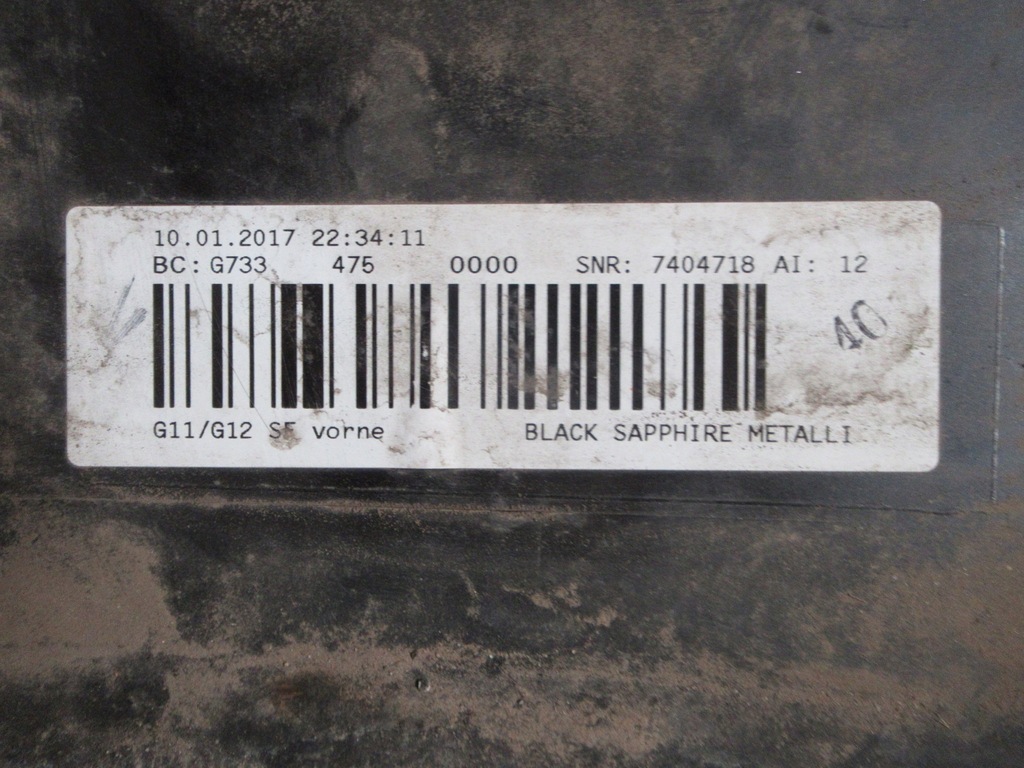 10.01.2017 22:34:11
BC: G733 475 0000 SNR: 7404718 AI: 12
40
G11/G12 SF vorne BLACK SAPPHIRE METALLI